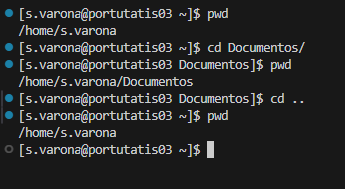 [s.varona@portutatis03 ~]$ pwd
/home/s.varona
[s.varona@portutatis03 ~]$ cd Documentos/
[s.varona@portutatis03 Documentos]$ pwd
/home/s.varona/Documentos
[s.varona@portutatis03 Documentos]$ cd ..
[s.varona@portutatis03 ~]$ pwd
/home/s.varona
[s.varona@portutatis03 ~]$